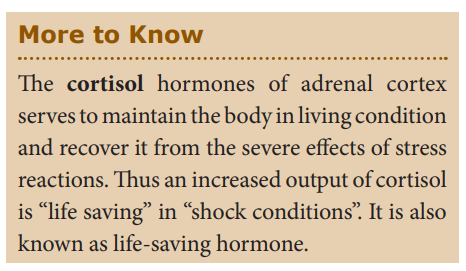 More to Know
The cortisol hormones of adrenal cortex
serves to maintain the body in living condition
and recover it from the severe effects of stress
reactions. Thus an increased output of cortisol
is “life saving” in “shock conditions”. It is also
known as life-saving hormone.